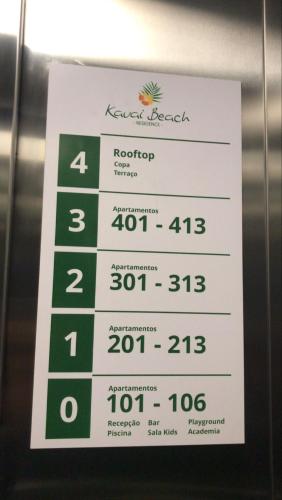 Kauai Beach
- RESIDENCE -
4
Rooftop
Copa
Terraço
3
Apartamentos
401 - 413
2
Apartamentos
301 - 313
1
Apartamentos
201 - 213
0
Apartamentos
101 - 106
Recepção Bar Playground
Piscina Sala Kids Academia